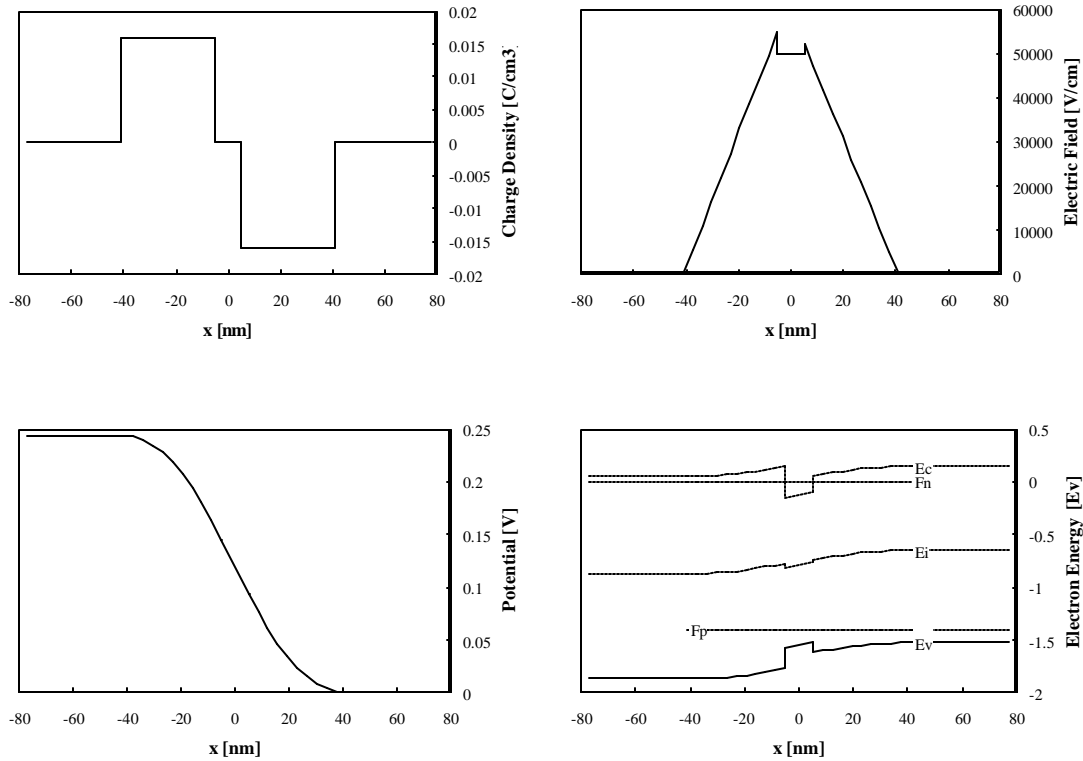 0.02
0.015
0.01
0.005
0
-0.005
-0.01
-0.015
-0.02
Charge Density [C/cm3]
-80 -60 -40 -20 0 20 40 60 80
x [nm]
60000
50000
40000
30000
20000
10000
0
Electric Field [V/cm]
-80 -60 -40 -20 0 20 40 60 80
x [nm]
0.25
0.2
0.15
0.1
0.05
0
Potential [V]
-80 -60 -40 -20 0 20 40 60 80
x [nm]
Ec
Fn
Ei
Fp
Ev
0.5
0
-0.5
-1
-1.5
-2
Electron Energy [Ev]
-80 -60 -40 -20 0 20 40 60 80
x [nm]